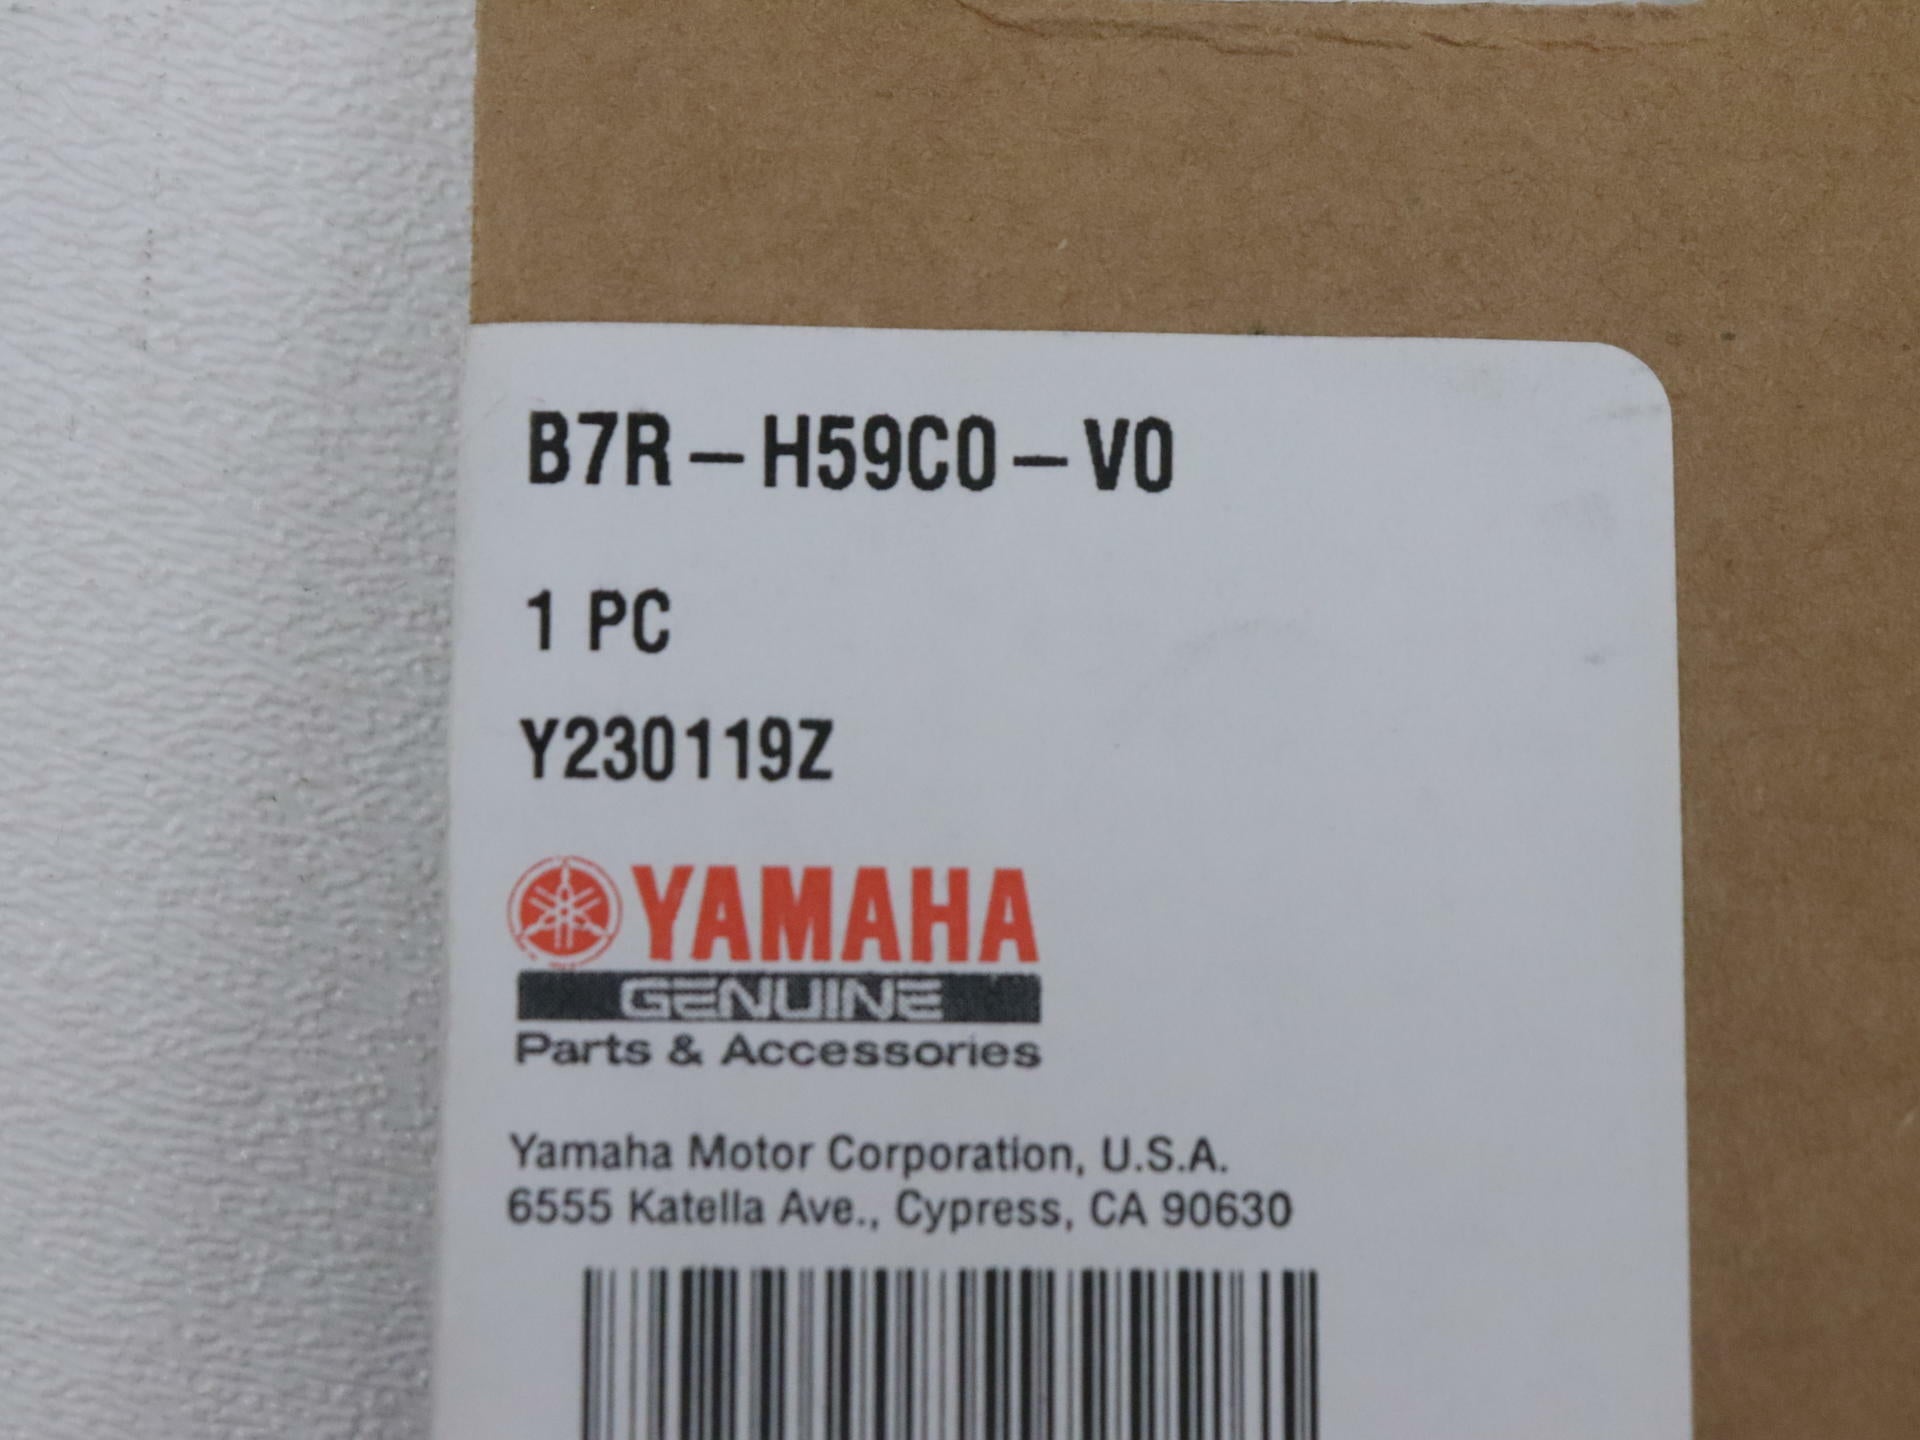 B7R-H59C0-V0
1 PC
Y230119Z
YAMAHA
GENUINE
Parts & Accessories
Yamaha Motor Corporation, U.S.A.
6555 Katella Ave., Cypress, CA 90630